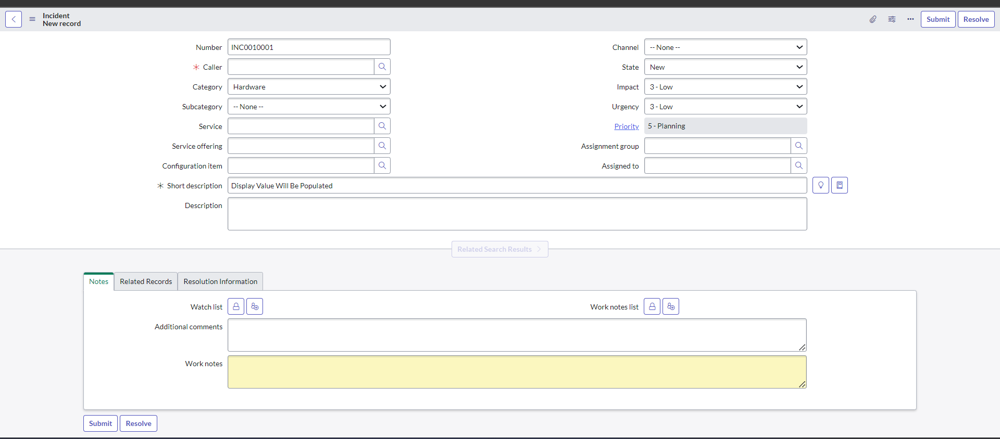 Incident
New record
Submit
Resolve
Number
INC0010001
Channel
-- None --
Caller
State
New
Category
Hardware
Impact
3 - Low
Subcategory
-- None --
Urgency
3 - Low
Service
Priority
5 - Planning
Service offering
Assignment group
Configuration item
Assigned to
Short description
Display Value Will Be Populated
Description
Related Search Results
Notes
Related Records
Resolution Information
Watch list
Work notes list
Additional comments
Work notes
Submit
Resolve